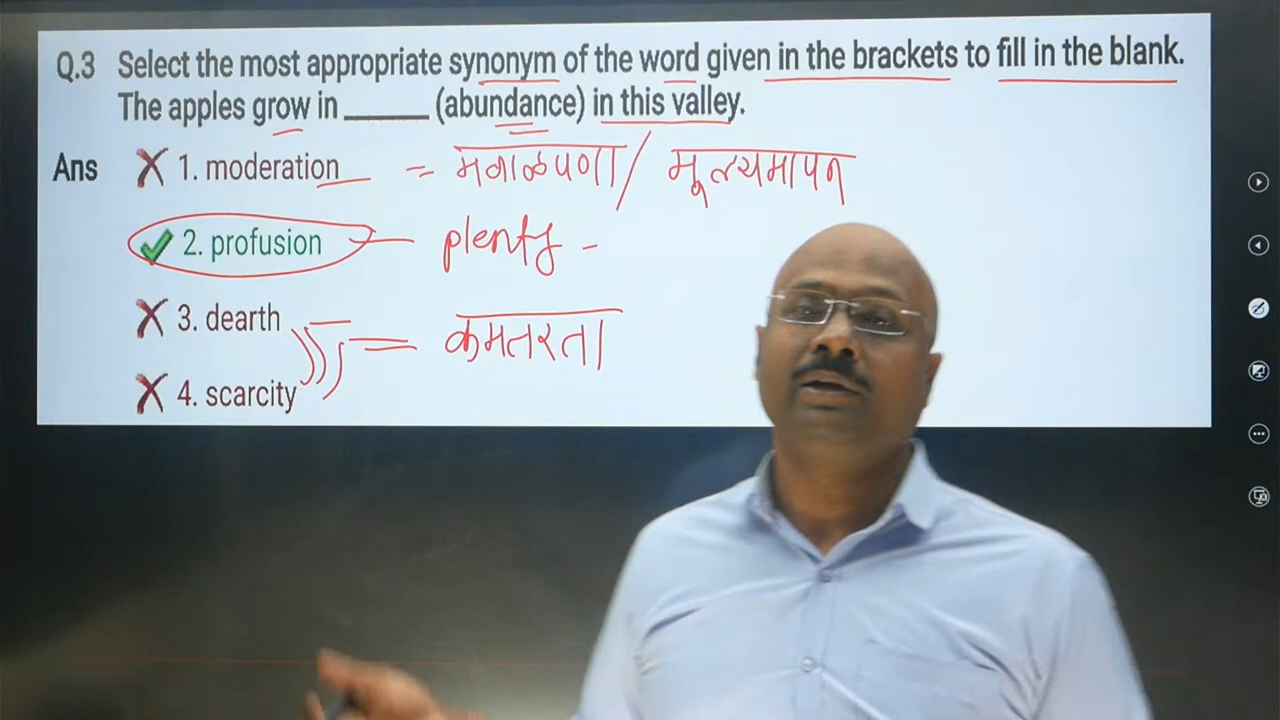 Q.3 Select the most appropriate synonym of the word given in the brackets to fill in the blank.
The apples grow in ______ (abundance) in this valley.
Ans 1. moderation = मवाळपणा / मूल्यमापन
2. profusion — plenty -
3. dearth
= कमतरता
4. scarcity